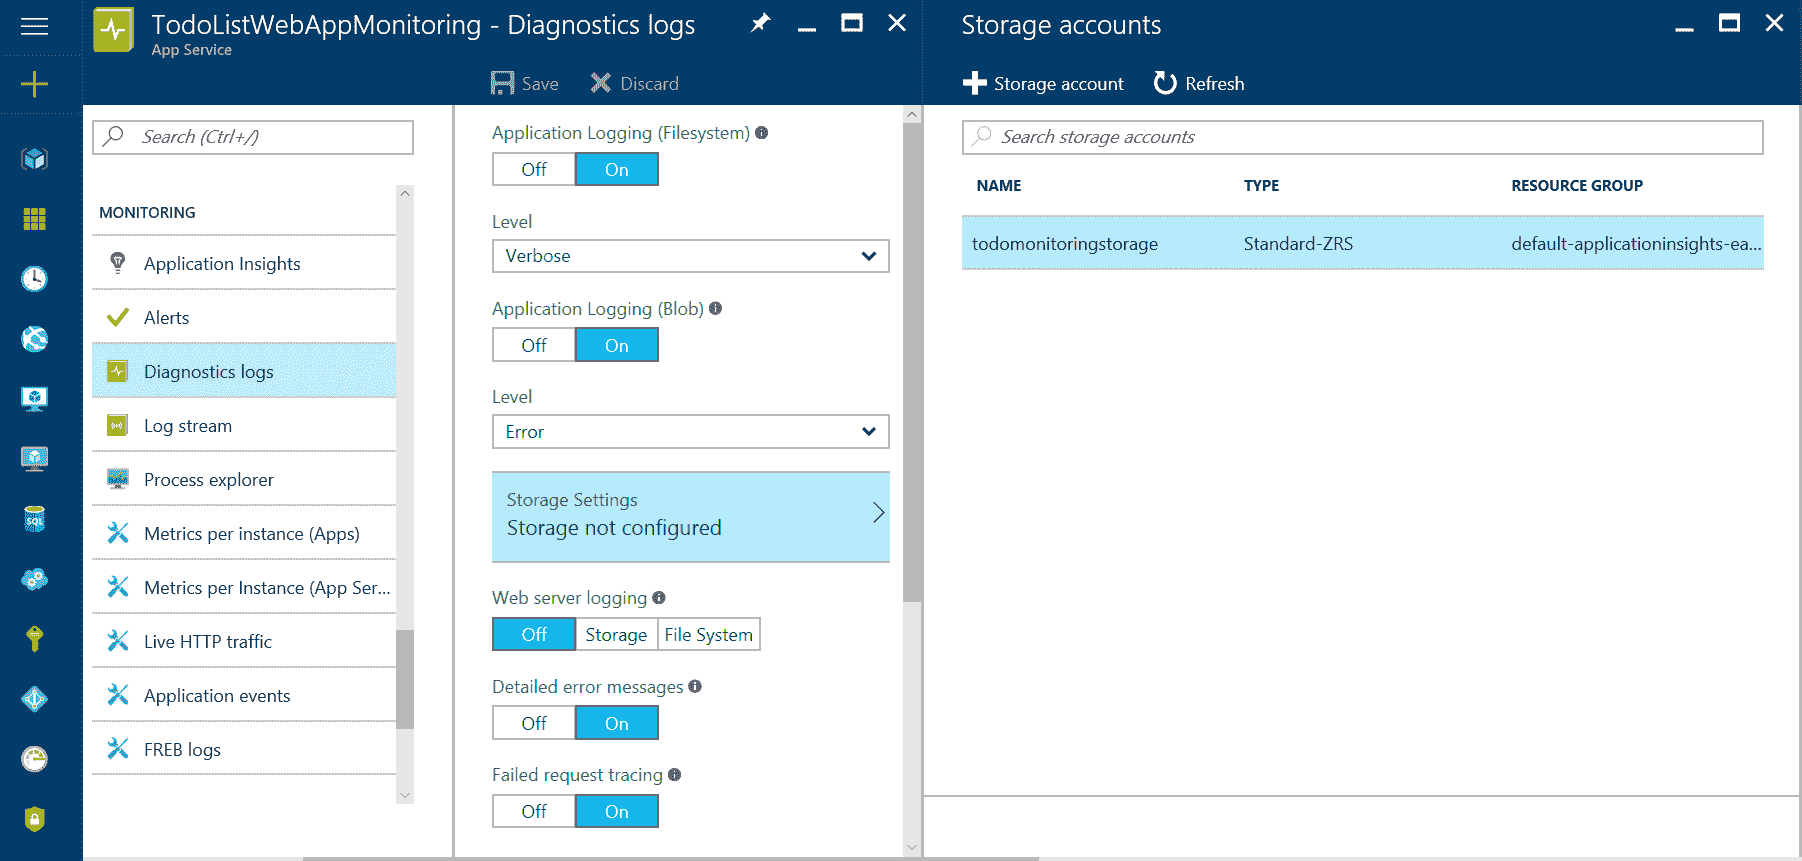 TodoListWebAppMonitoring - Diagnostics logs
App Service
Save
Discard
Search (Ctrl+/)
MONITORING
Application Insights
Alerts
Diagnostics logs
Log stream
Process explorer
Metrics per instance (Apps)
Metrics per Instance (App Ser...
Live HTTP traffic
Application events
FREB logs
Application Logging (Filesystem)
Off On
Level
Verbose
Application Logging (Blob)
Off On
Level
Error
Storage Settings
Storage not configured
Web server logging
Off Storage File System
Detailed error messages
Off On
Failed request tracing
Off On
Storage accounts
Storage account Refresh
Search storage accounts
NAME TYPE RESOURCE GROUP
todomonitoringstorage Standard-ZRS default-applicationinsights-ea...
SQL